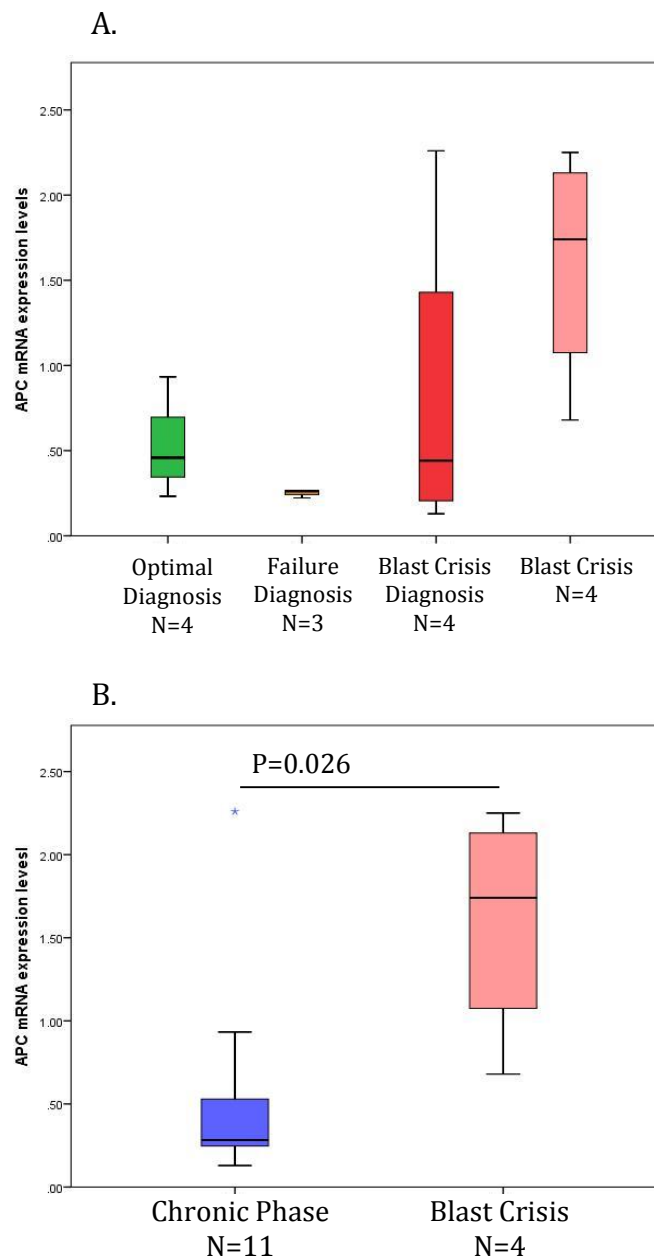 A.
APC mRNA expression levels
2.50
2.00
1.50
1.00
.50
.00
Optimal Diagnosis N=4
Failure Diagnosis N=3
Blast Crisis Diagnosis N=4
Blast Crisis N=4
B.
P=0.026
APC mRNA expression levesl
2.50
2.00
1.50
1.00
.50
.00
*
Chronic Phase N=11
Blast Crisis N=4